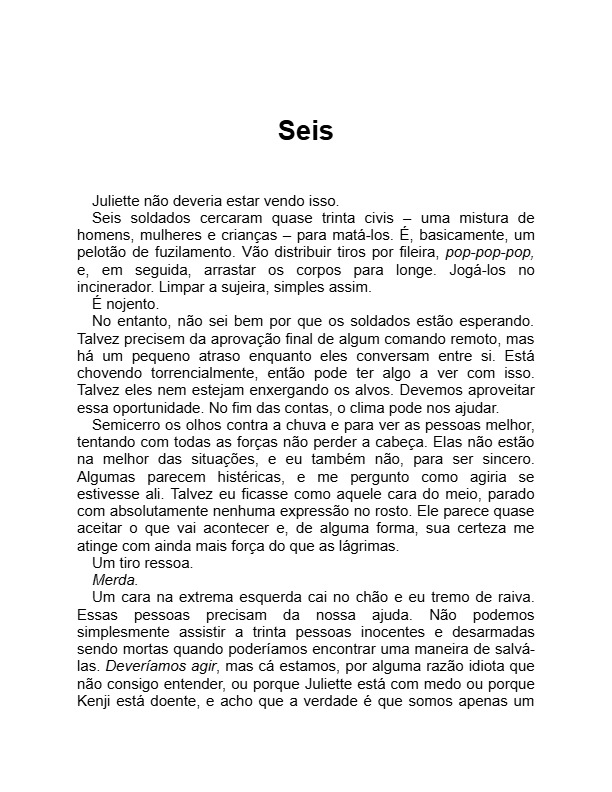 Seis
Juliette não deveria estar vendo isso.
Seis soldados cercaram quase trinta civis – uma mistura de
homens, mulheres e crianças – para matá-los. É, basicamente, um
pelotão de fuzilamento. Vão distribuir tiros por fileira, pop-pop-pop,
e, em seguida, arrastar os corpos para longe. Jogá-los no
incinerador. Limpar a sujeira, simples assim.
É nojento.
No entanto, não sei bem por que os soldados estão esperando.
Talvez precisem da aprovação final de algum comando remoto, mas
há um pequeno atraso enquanto eles conversam entre si. Está
chovendo torrencialmente, então pode ter algo a ver com isso.
Talvez eles nem estejam enxergando os alvos. Devemos aproveitar
essa oportunidade. No fim das contas, o clima pode nos ajudar.
Semicerro os olhos contra a chuva e para ver as pessoas melhor,
tentando com todas as forças não perder a cabeça. Elas não estão
na melhor das situações, e eu também não, para ser sincero.
Algumas parecem histéricas, e me pergunto como agiria se
estivesse ali. Talvez eu ficasse como aquele cara do meio, parado
com absolutamente nenhuma expressão no rosto. Ele parece quase
aceitar o que vai acontecer e, de alguma forma, sua certeza me
atinge com ainda mais força do que as lágrimas.
Um tiro ressoa.
Merda.
Um cara na extrema esquerda cai no chão e eu tremo de raiva.
Essas pessoas precisam da nossa ajuda. Não podemos
simplesmente assistir a trinta pessoas inocentes e desarmadas
sendo mortas quando poderíamos encontrar uma maneira de salvá-
las. Deveríamos agir, mas cá estamos, por alguma razão idiota que
não consigo entender, ou porque Juliette está com medo ou porque
Kenji está doente, e acho que a verdade é que somos apenas um